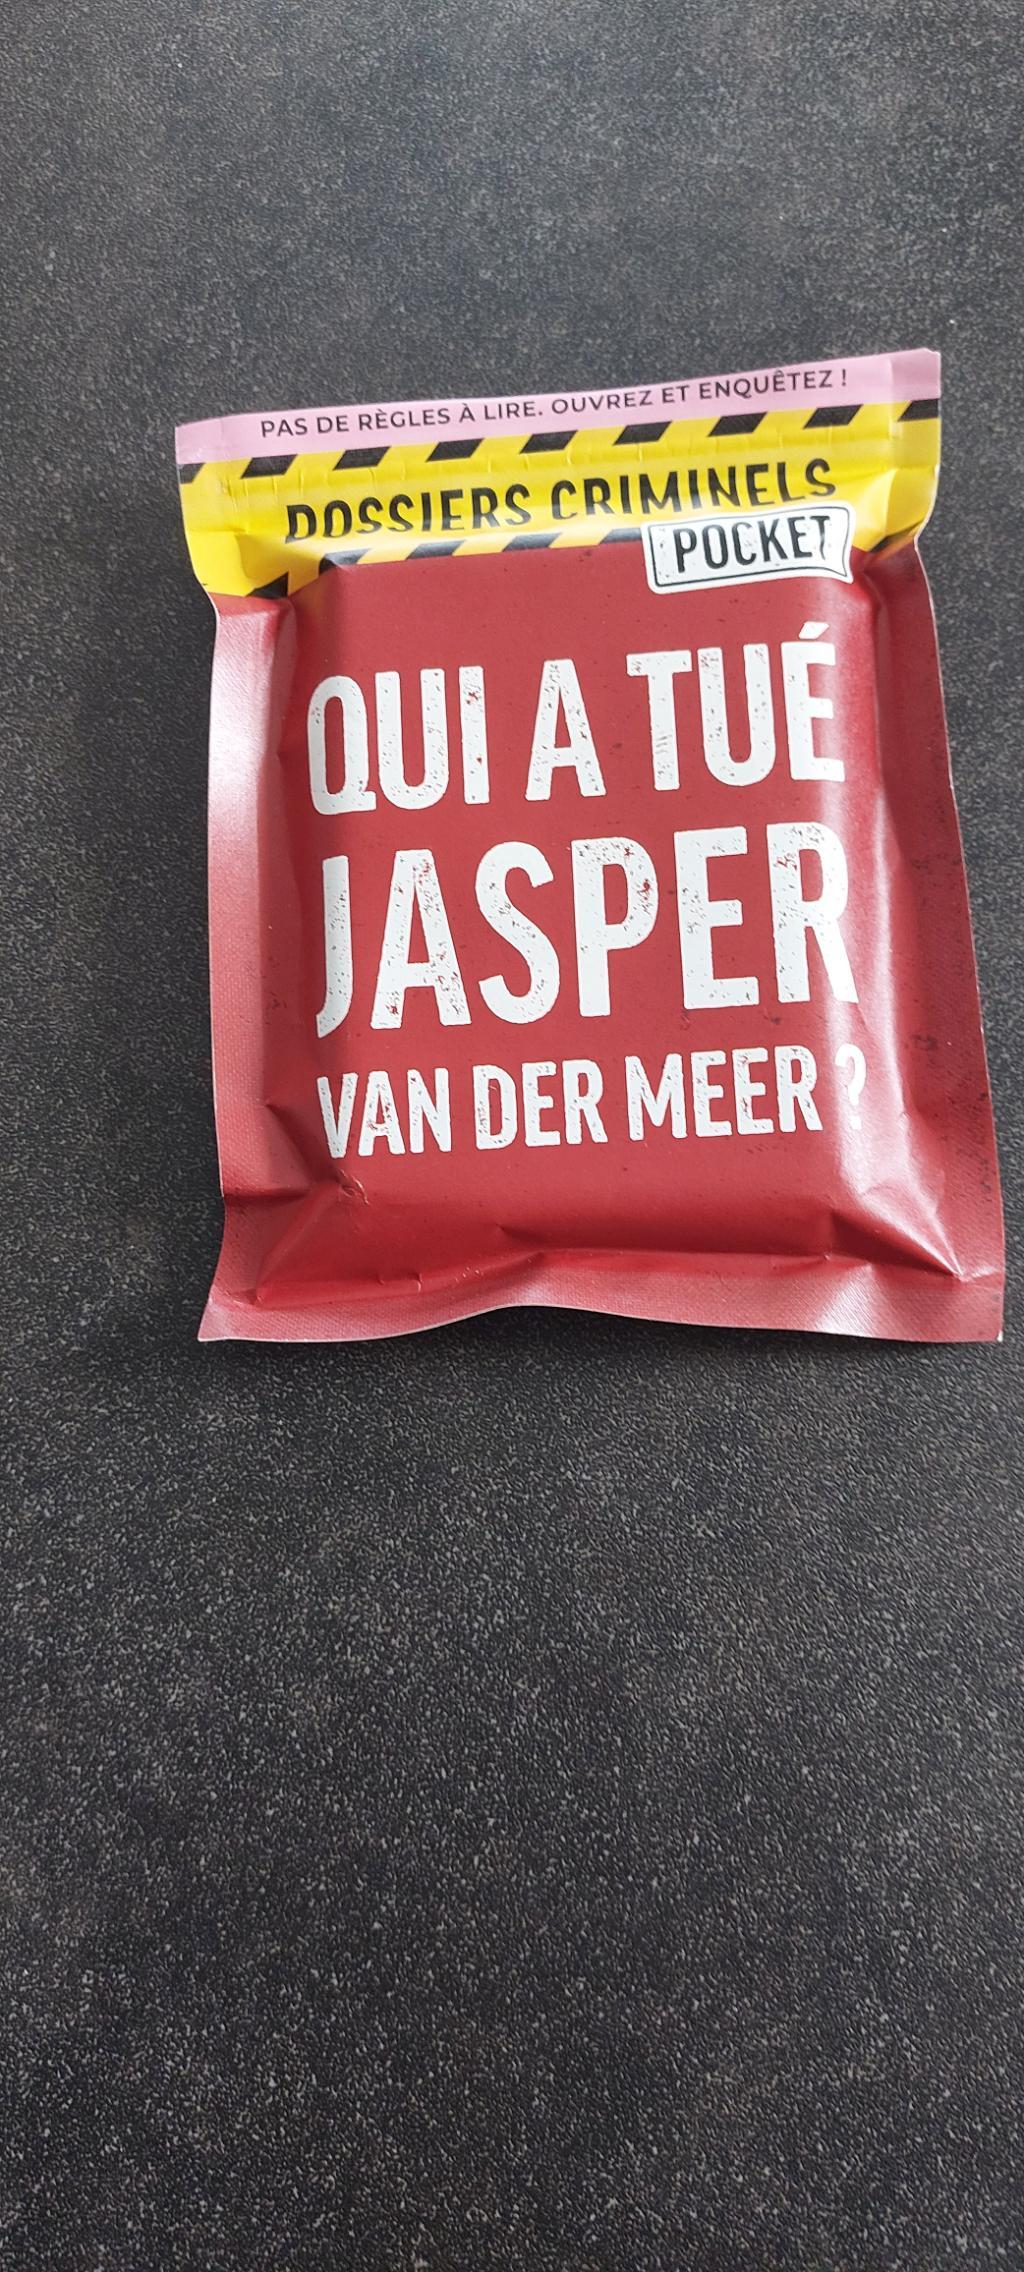 PAS DE RÈGLES À LIRE. OUVREZ ET ENQUÊTEZ !
DOSSIERS CRIMINELS
POCKET
QUI A TUÉ
JASPER
VAN DER MEER ?